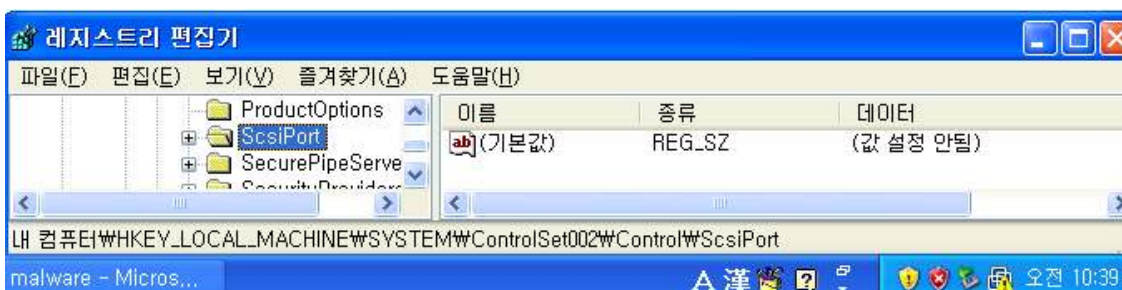 레지스트리 편집기
파일(F) 편집(E) 보기(V) 즐겨찾기(A) 도움말(H)
ProductOptions
ScsiPort
SecurePipeServe
이름 종류 데이터
ab (기본값) REG_SZ (값 설정 안됨)
내 컴퓨터₩HKEY_LOCAL_MACHINE₩SYSTEM₩ControlSet002₩Control₩ScsiPort
malware - Micros...
A 漢 오전 10:39